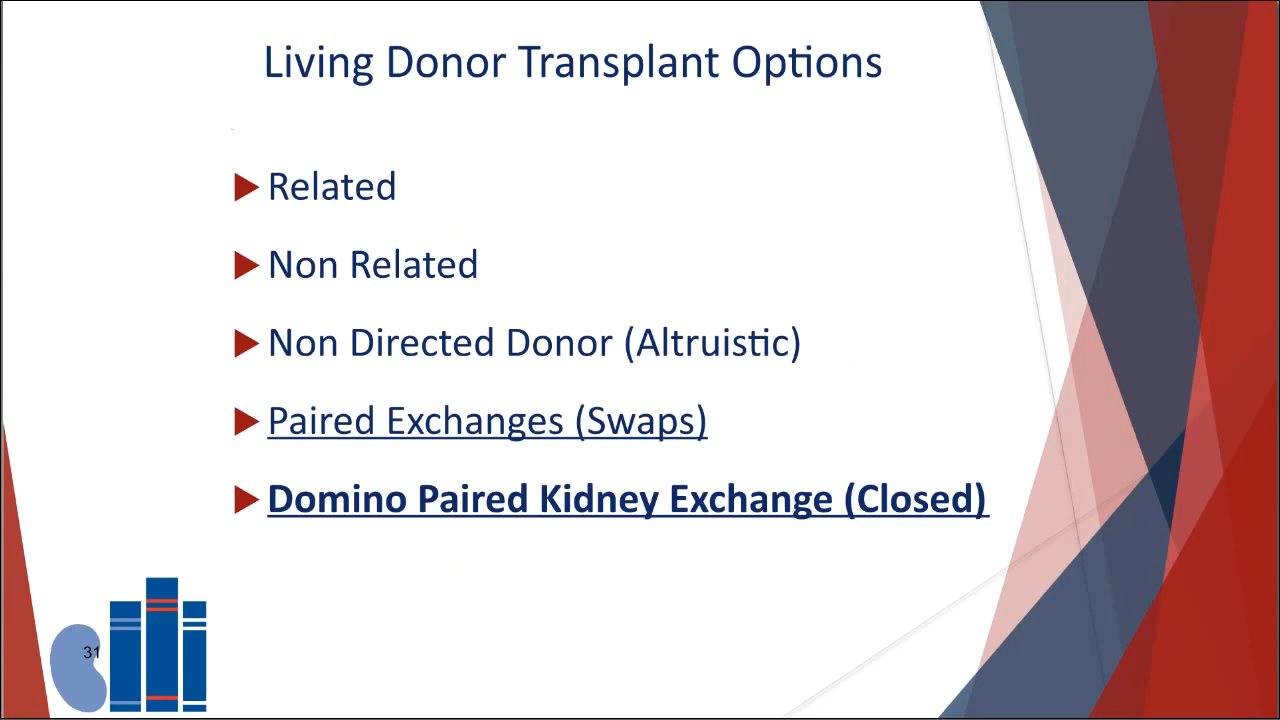 Living Donor Transplant Options
Related
Non Related
Non Directed Donor (Altruistic)
Paired Exchanges (Swaps)
Domino Paired Kidney Exchange (Closed)
31